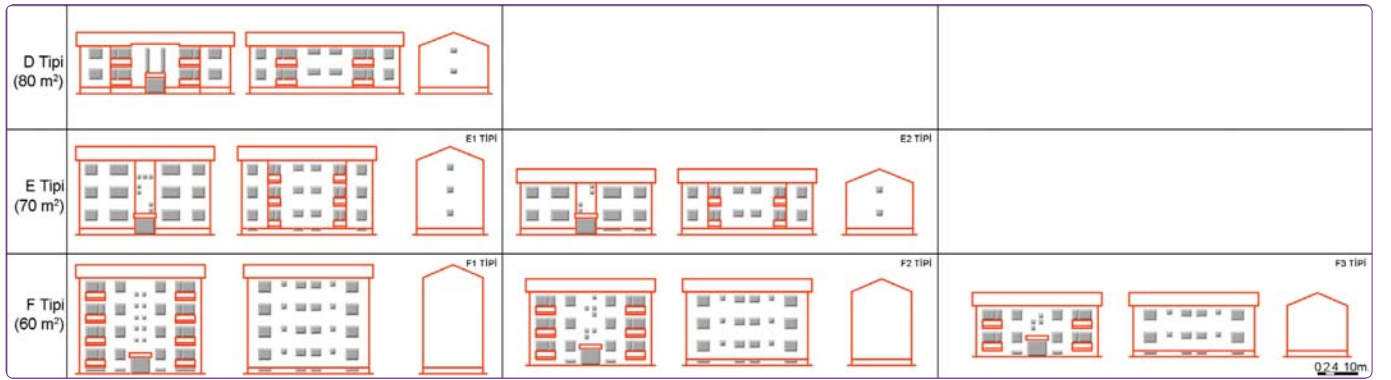 D Tipi
(80 m²)
E Tipi
(70 m²)
E1 TİPİ
E2 TİPİ
F Tipi
(60 m²)
F1 TİPİ
F2 TİPİ
F3 TİPİ
0 2 4 10m.